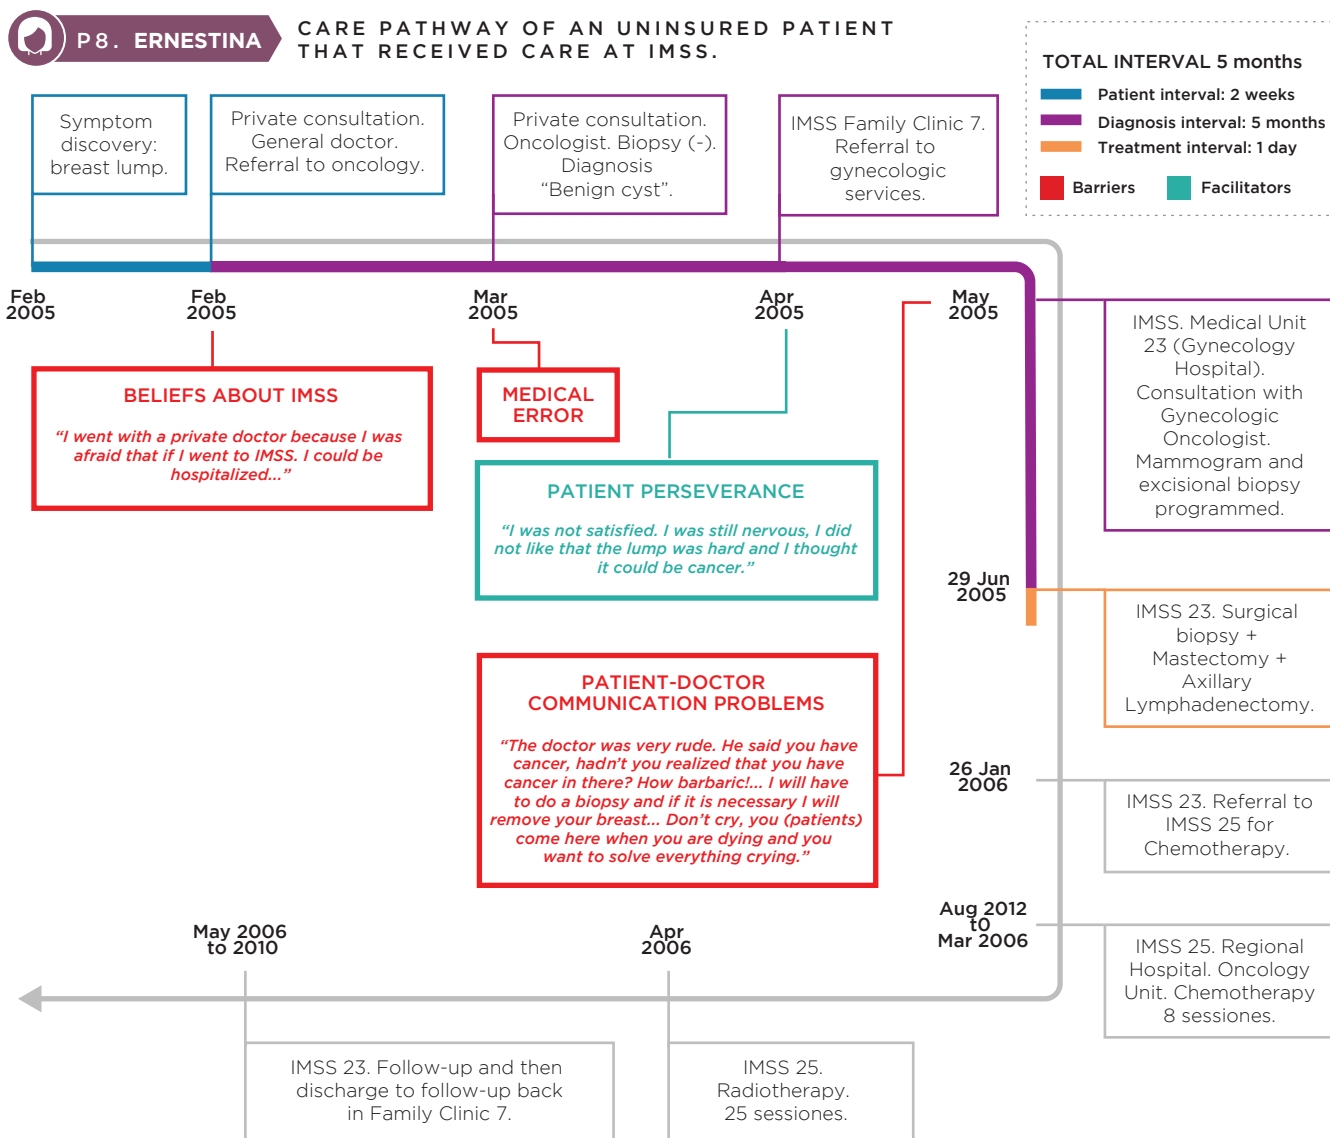 P8. ERNESTINA
CARE PATHWAY OF AN UNINSURED PATIENT
THAT RECEIVED CARE AT IMSS.
TOTAL INTERVAL 5 months
Patient interval: 2 weeks
Diagnosis interval: 5 months
Treatment interval: 1 day
Barriers
Facilitators
Symptom
discovery:
breast lump.
Private consultation.
General doctor.
Referral to oncology.
Private consultation.
Oncologist. Biopsy (-).
Diagnosis
“Benign cyst”.
IMSS Family Clinic 7.
Referral to
gynecologic
services.
Feb
2005
Feb
2005
Mar
2005
Apr
2005
May
2005
IMSS. Medical Unit
23 (Gynecology
Hospital).
Consultation with
Gynecologic
Oncologist.
Mammogram and
excisional biopsy
programmed.
BELIEFS ABOUT IMSS
“I went with a private doctor because I was
afraid that if I went to IMSS. I could be
hospitalized...”
MEDICAL
ERROR
PATIENT PERSEVERANCE
“I was not satisfied. I was still nervous, I did
not like that the lump was hard and I thought
it could be cancer.”
29 Jun
2005
IMSS 23. Surgical
biopsy +
Mastectomy +
Axillary
Lymphadenectomy.
PATIENT-DOCTOR
COMMUNICATION PROBLEMS
“The doctor was very rude. He said you have
cancer, hadn’t you realized that you have
cancer in there? How barbaric!... I will have
to do a biopsy and if it is necessary I will
remove your breast... Don’t cry, you (patients)
come here when you are dying and you
want to solve everything crying.”
26 Jan
2006
IMSS 23. Referral to
IMSS 25 for
Chemotherapy.
Aug 2012
t0
Mar 2006
IMSS 25. Regional
Hospital. Oncology
Unit. Chemotherapy
8 sessiones.
May 2006
to 2010
Apr
2006
IMSS 23. Follow-up and then
discharge to follow-up back
in Family Clinic 7.
IMSS 25.
Radiotherapy.
25 sessiones.